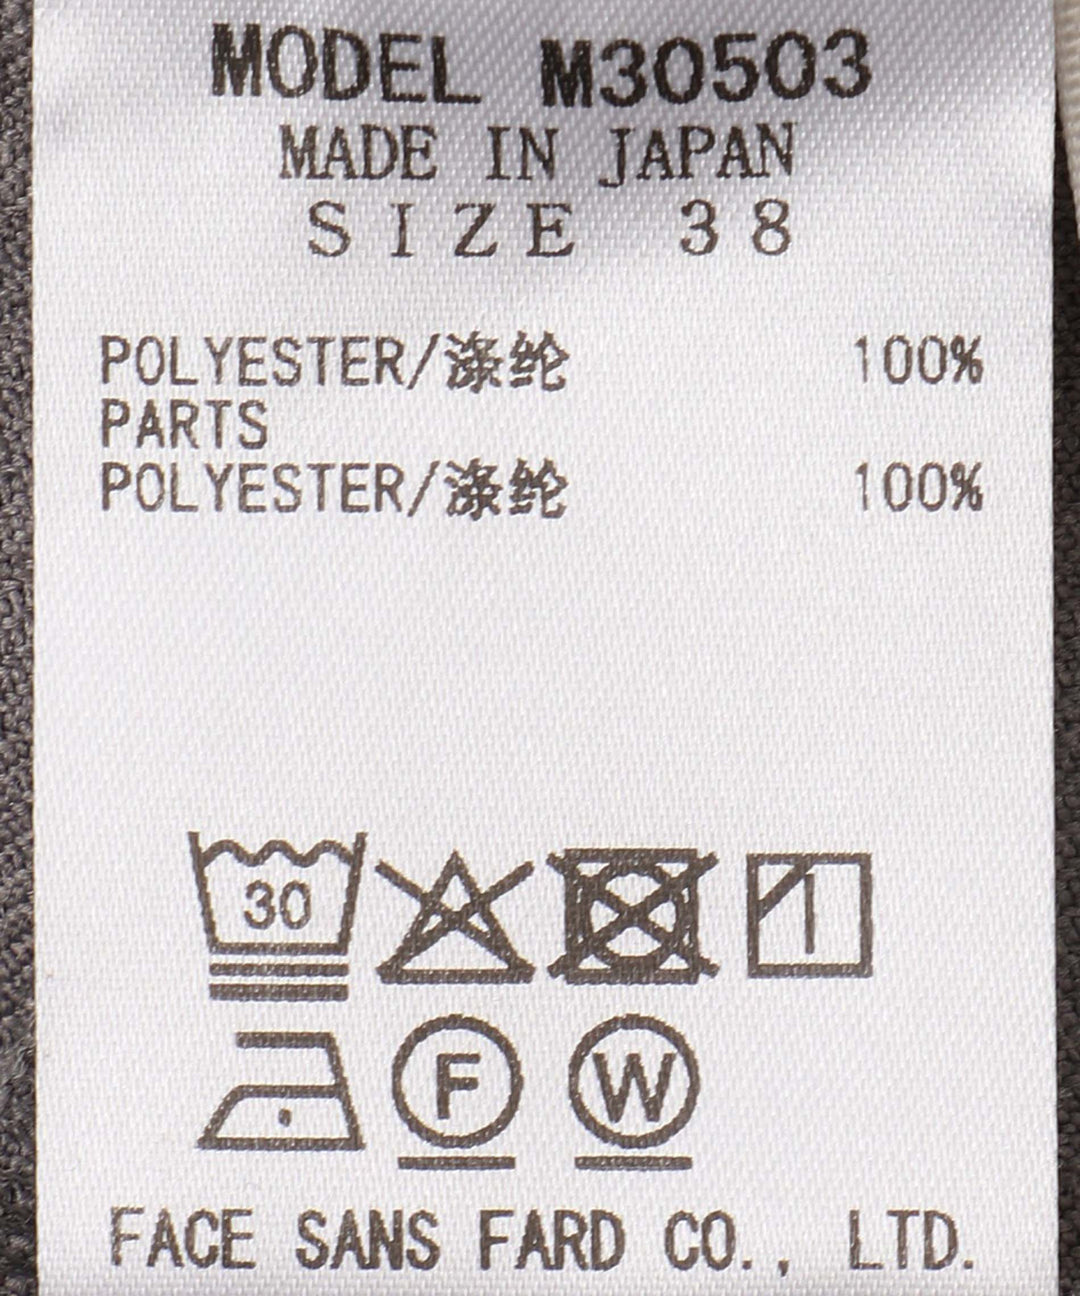 MODEL M30503
MADE IN JAPAN
SIZE 38
POLYESTER/涤纶 100%
PARTS
POLYESTER/涤纶 100%
30
F W
FACE SANS FARD CO., LTD.